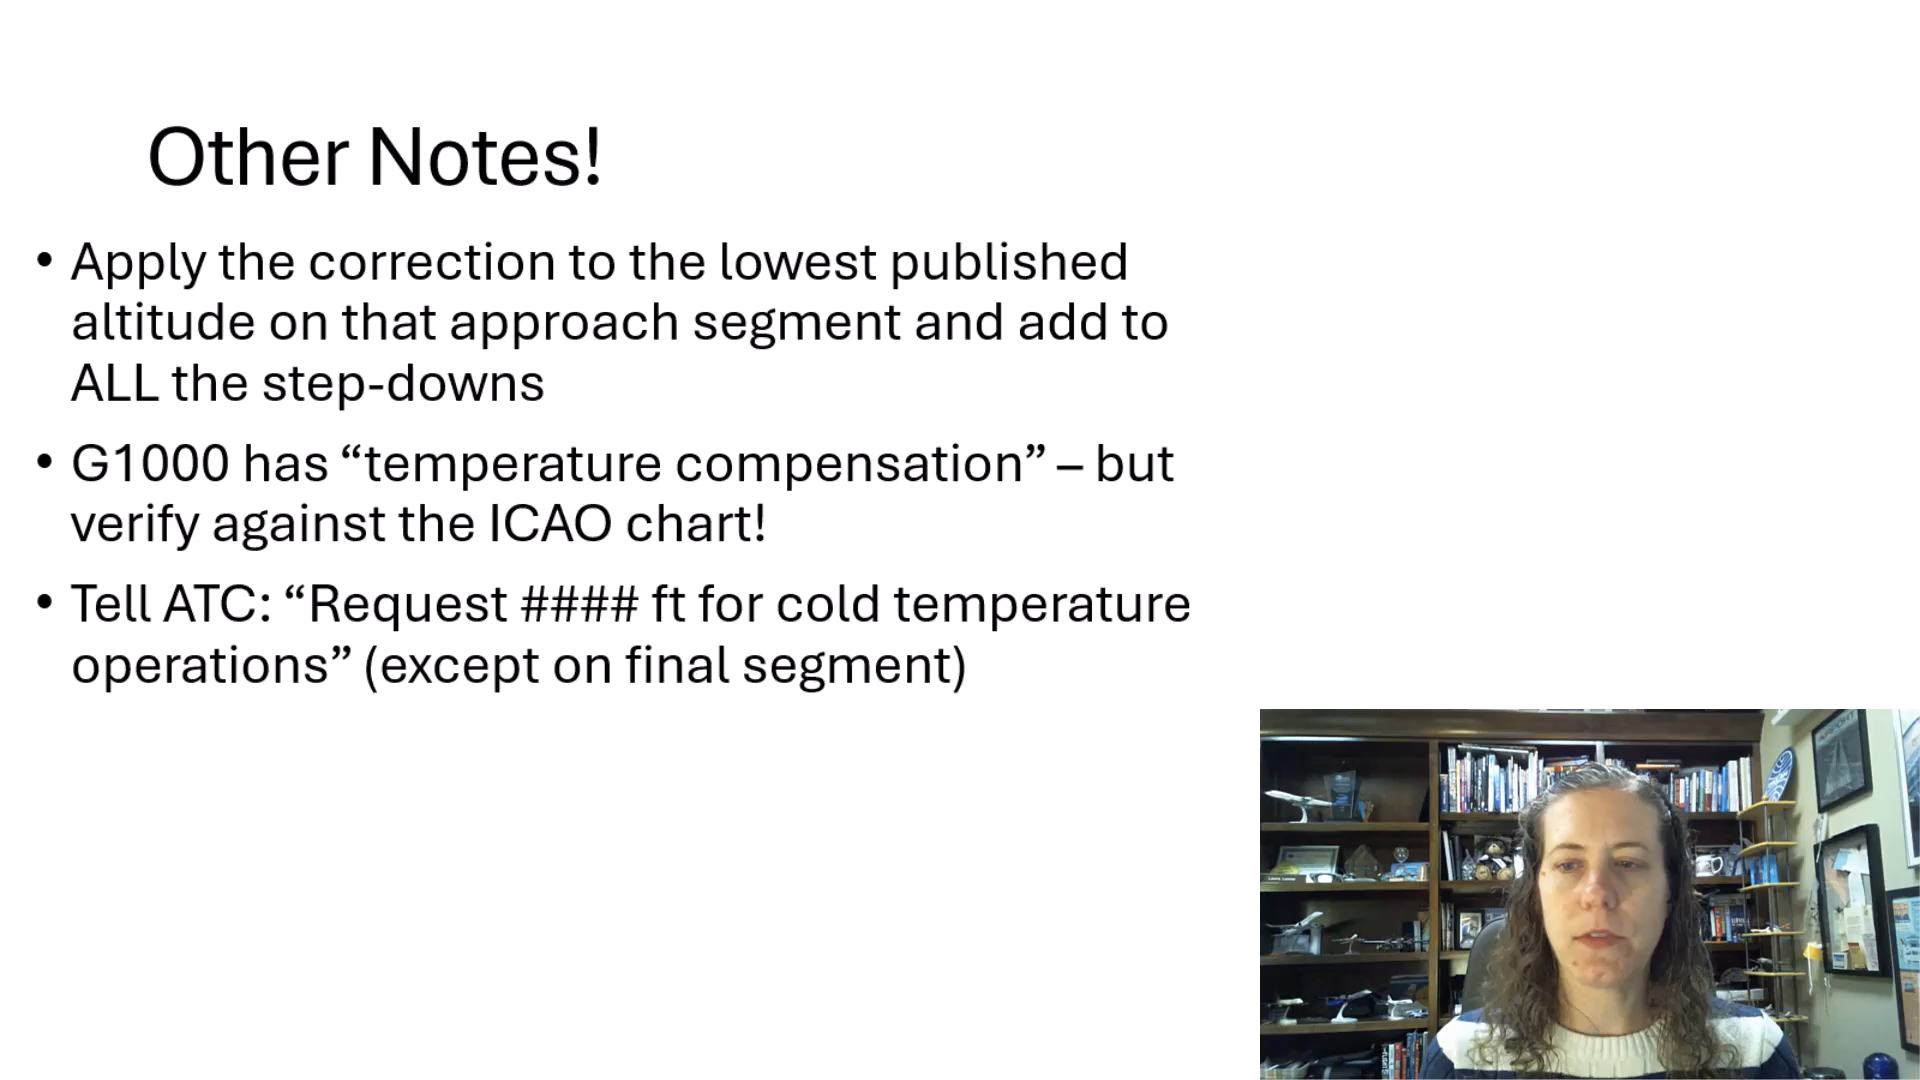 Other Notes!
• Apply the correction to the lowest published
altitude on that approach segment and add to
ALL the step-downs
• G1000 has “temperature compensation” – but
verify against the ICAO chart!
• Tell ATC: “Request #### ft for cold temperature
operations” (except on final segment)